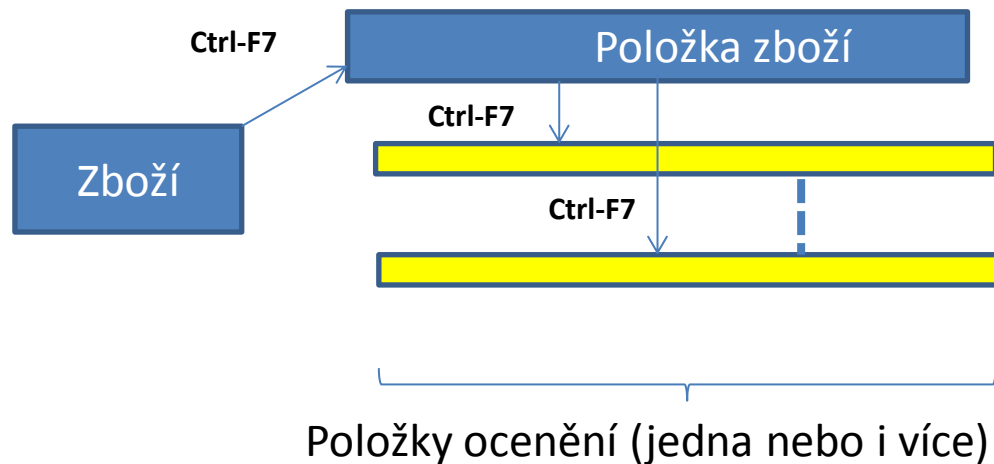 Ctrl-F7
Položka zboží
Ctrl-F7
Zboží
Ctrl-F7
Položky ocenění (jedna nebo i více)